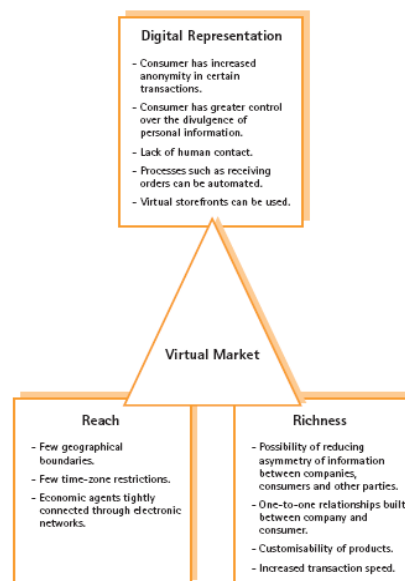 Digital Representation
- Consumer has increased
anonymity in certain
transactions.
- Consumer has greater control
over the divulgence of
personal information.
- Lack of human contact.
- Processes such as receiving
orders can be automated.
- Virtual storefronts can be used.
Virtual Market
Reach
- Few geographical
boundaries.
- Few time-zone restrictions.
- Economic agents tightly
connected through electronic
networks.
Richness
- Possibility of reducing
asymmetry of information
between companies,
consumers and other parties.
- One-to-one relationships built
between company and
consumer.
- Customisability of products.
- Increased transaction speed.